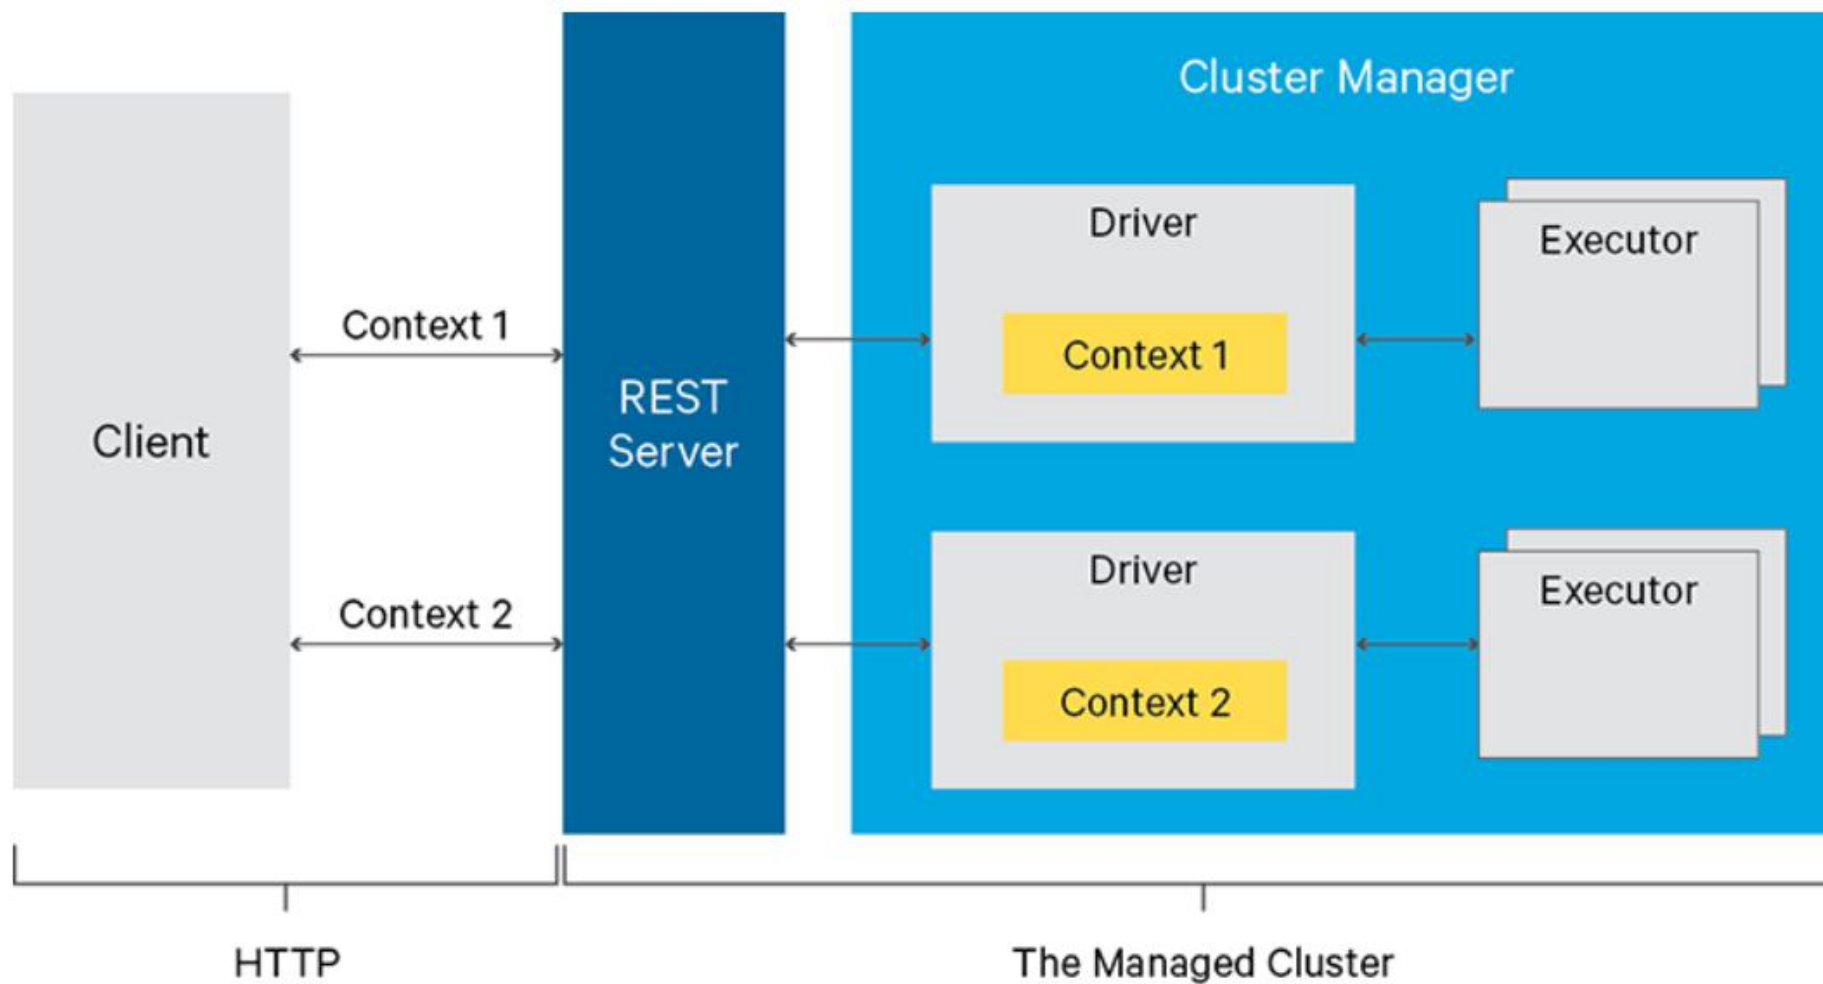 Cluster Manager
Driver
Executor
Context 1
Context 1
REST
Server
Client
Driver
Executor
Context 2
Context 2
HTTP
The Managed Cluster